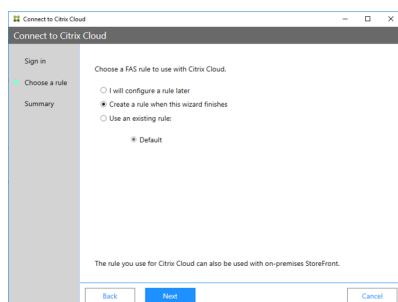 Connect to Citrix Cloud
Connect to Citrix Cloud
Sign in
Choose a FAS rule to use with Citrix Cloud.
Choose a rule
I will configure a rule later
Summary
Create a rule when this wizard finishes
Use an existing rule:
Default
The rule you use for Citrix Cloud can also be used with on-premises StoreFront.
Back
Next
Cancel